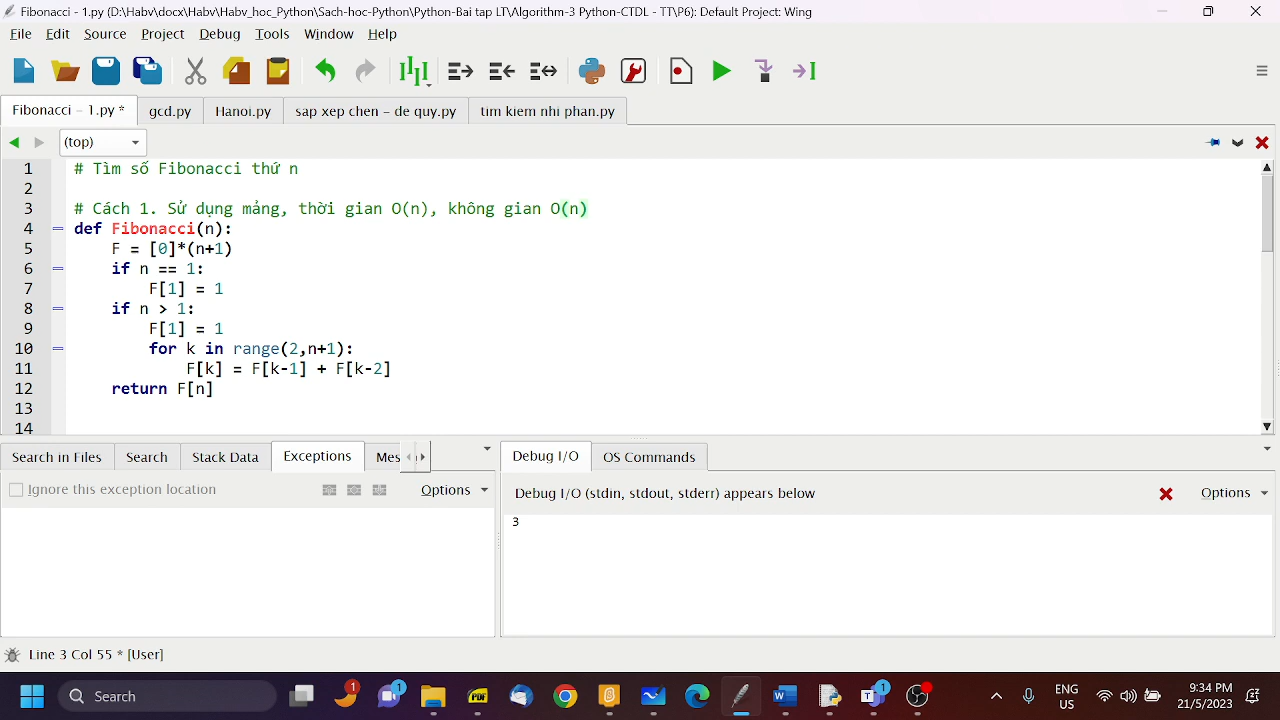 Fibonacci - 1.py (D:\Habv\docx\Habv\Habv_hoc_Python\Sach-hoc-Python\Python-Bai tap LT\Algorithm-3 Python-CTDL - TT\P6): Default Project: Wing
File Edit Source Project Debug Tools Window Help
Fibonacci – 1.py * gcd.py Hanoi.py sap xep chen – de quy.py tim kiem nhi phan.py
(top)
1 # Tìm số Fibonacci thứ n
2
3 # Cách 1. Sử dụng mảng, thời gian O(n), không gian O(n)
4 def Fibonacci(n):
5 F = [0]*(n+1)
6 if n == 1:
7 F[1] = 1
8 if n > 1:
9 F[1] = 1
10 for k in range(2,n+1):
11 F[k] = F[k-1] + F[k-2]
12 return F[n]
13
14
Search in Files Search Stack Data Exceptions Mes Debug I/O OS Commands
Ignore this exception location Options Debug I/O (stdin, stdout, stderr) appears below Options
3
Line 3 Col 55 * [User]
Search 1 1 PDF 1 ENG US 9:34 PM 21/5/2023